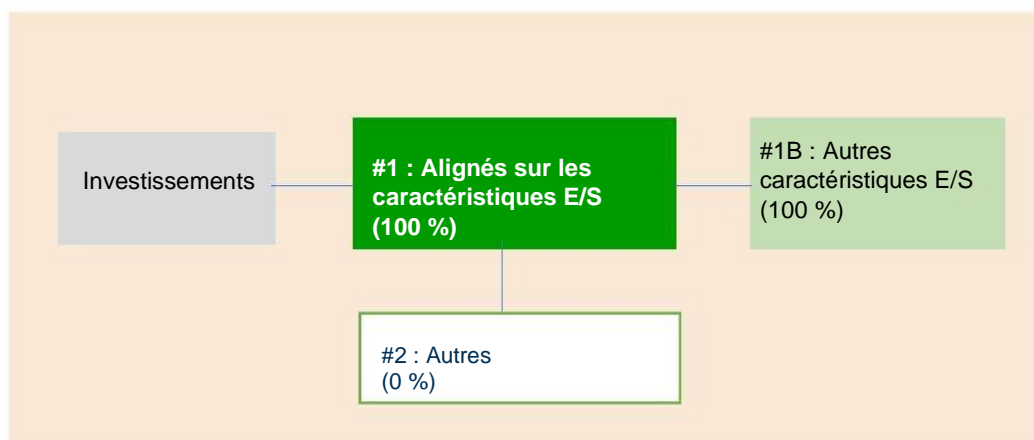 Investissements
#1 : Alignés sur les
caractéristiques E/S
(100 %)
#1B : Autres
caractéristiques E/S
(100 %)
#2 : Autres
(0 %)